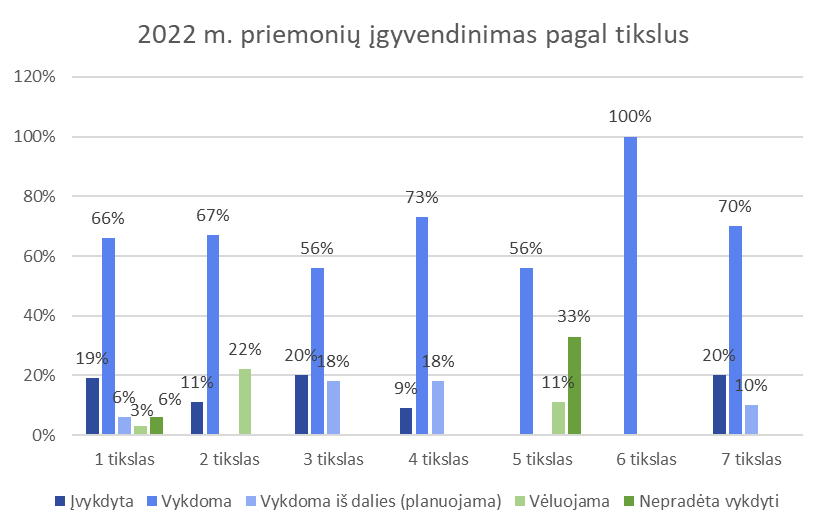 2022 m. priemonių įgyvendinimas pagal tikslus
120%
100%
80%
60%
40%
20%
0%
19%
66%
6%
3%
6%
11%
67%
22%
20%
56%
18%
9%
73%
18%
56%
11%
33%
100%
20%
70%
10%
1 tikslas
2 tikslas
3 tikslas
4 tikslas
5 tikslas
6 tikslas
7 tikslas
Įvykdyta
Vykdoma
Vykdoma iš dalies (planuojama)
Vėluojama
Nepradėta vykdyti